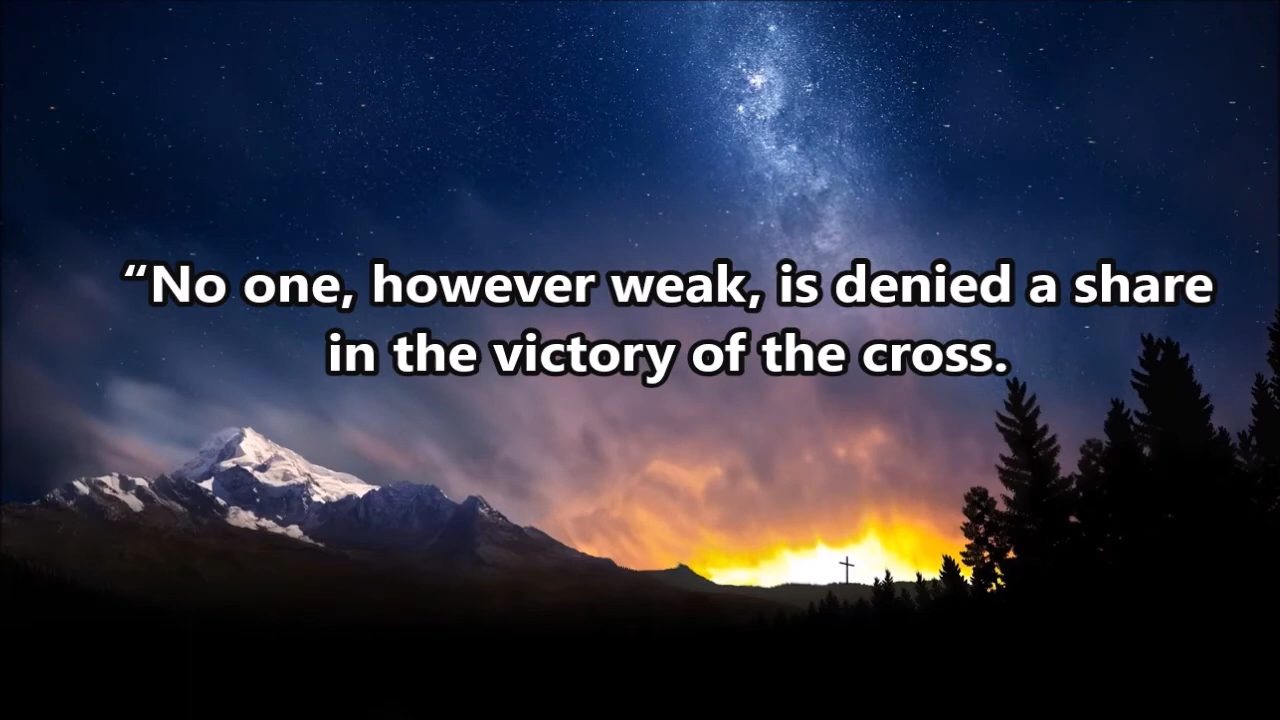 “No one, however weak, is denied a share
in the victory of the cross.